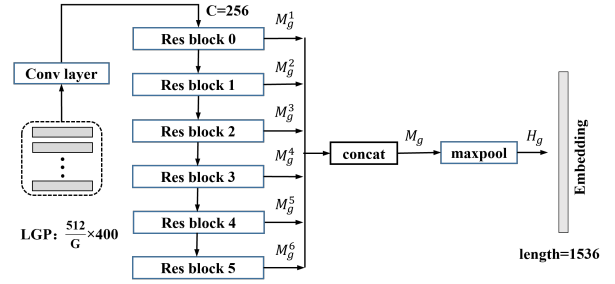 C=256
Conv layer
Res block 0
Res block 1
Res block 2
Res block 3
Res block 4
Res block 5
M_g^1
M_g^2
M_g^3
M_g^4
M_g^5
M_g^6
concat
M_g
maxpool
H_g
Embedding
length=1536
LGP： 512/G ×400